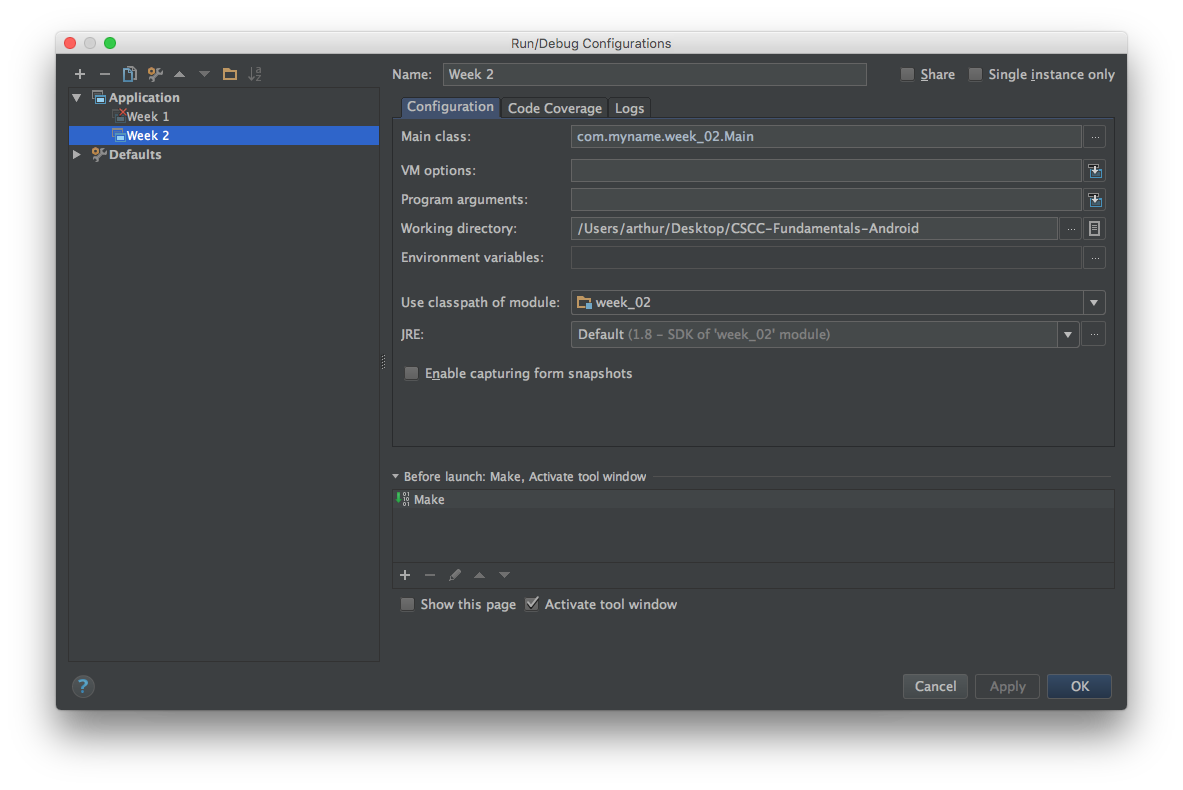 Run/Debug Configurations
Name: Week 2 Share Single instance only
Application
Week 1
Week 2
Defaults
Configuration Code Coverage Logs
Main class: com.myname.week_02.Main ...
VM options:
Program arguments:
Working directory: /Users/arthur/Desktop/CSCC-Fundamentals-Android ...
Environment variables: ...
Use classpath of module: week_02
JRE: Default (1.8 – SDK of 'week_02' module) ...
Enable capturing form snapshots
Before launch: Make, Activate tool window
Make
Show this page Activate tool window
? Cancel Apply OK